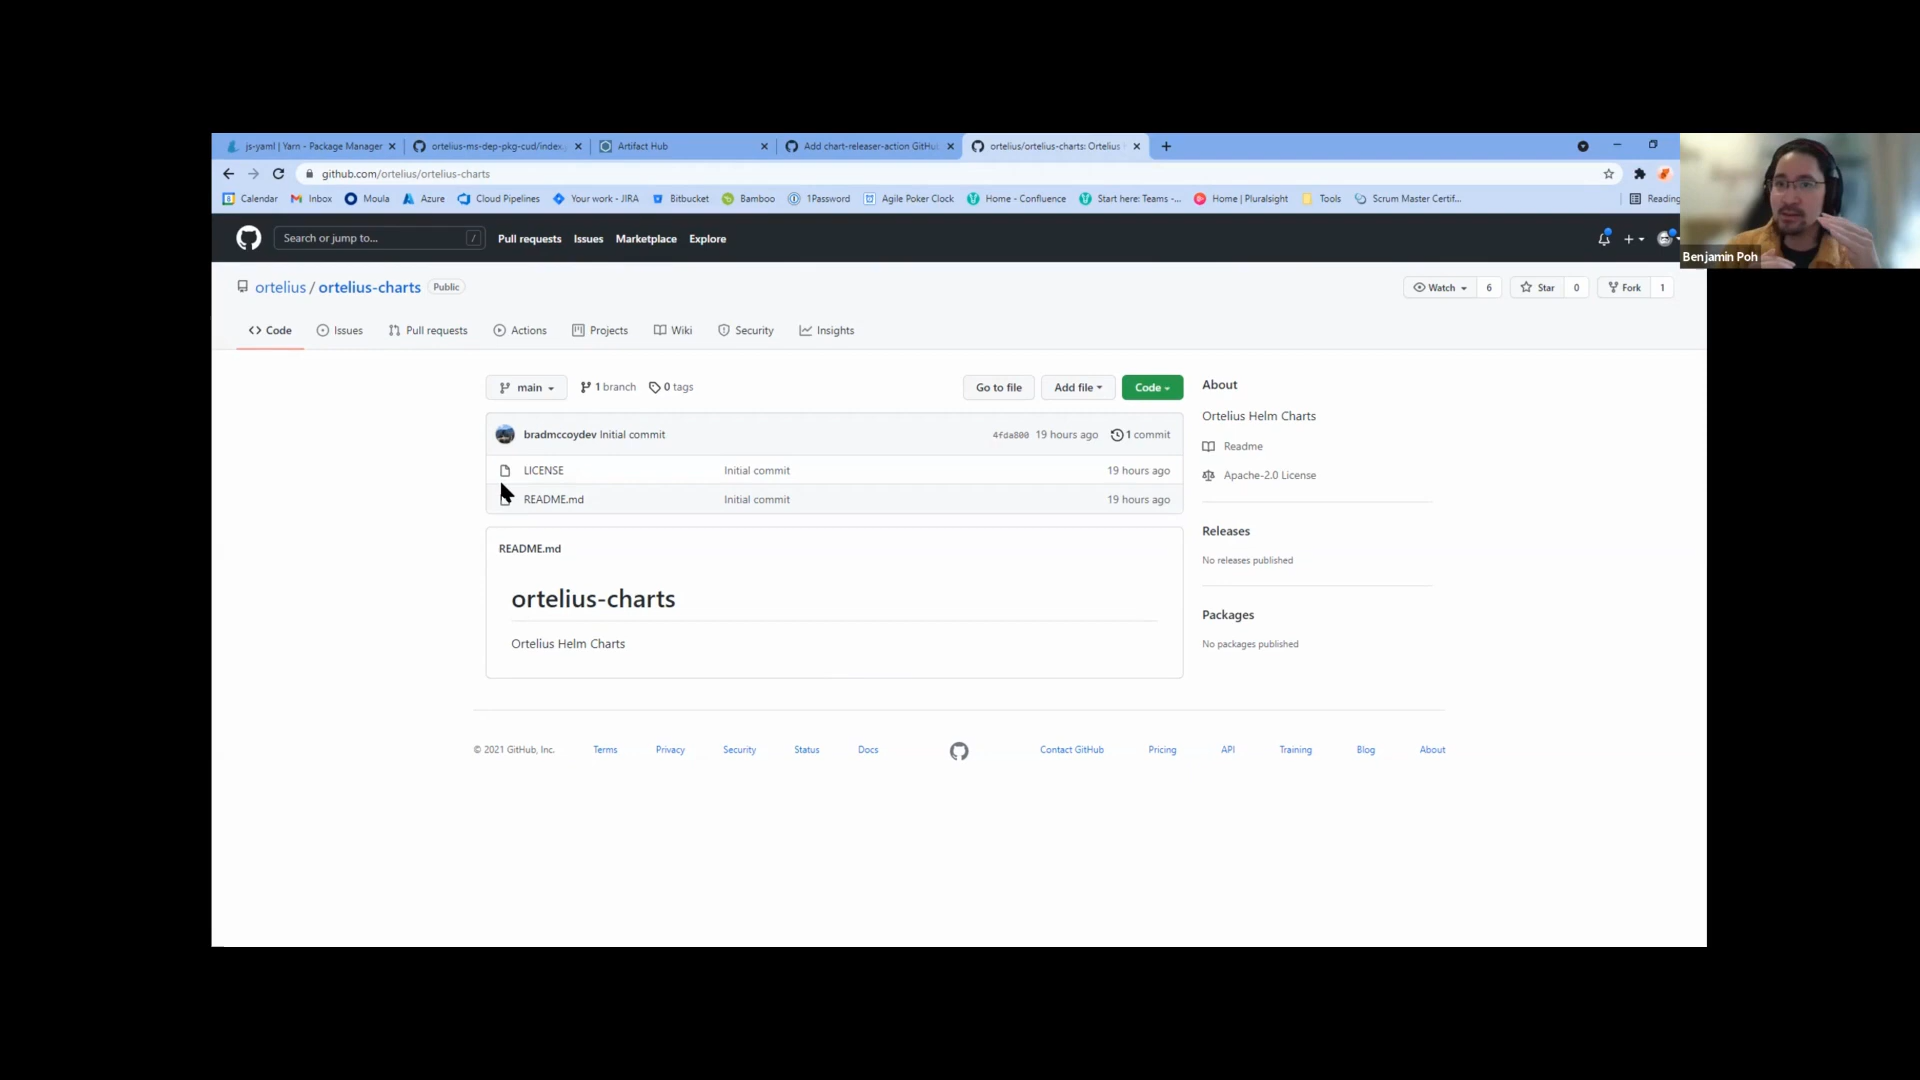 js-yaml | Yarn - Package Manager
ortelius-ms-dep-pkg-cud/index.
Artifact Hub
Add chart-releaser-action GitHu
ortelius/ortelius-charts: Ortelius
github.com/ortelius/ortelius-charts
Calendar Inbox Moula Azure Cloud Pipelines Your work - JIRA Bitbucket Bamboo 1Password Agile Poker Clock Home - Confluence Start here: Teams -... Home | Pluralsight Tools Scrum Master Certif... Reading
Search or jump to... / Pull requests Issues Marketplace Explore
Benjamin Poh
ortelius / ortelius-charts Public
Watch 6 Star 0 Fork 1
Code Issues Pull requests Actions Projects Wiki Security Insights
main 1 branch 0 tags Go to file Add file Code
bradmccoydev Initial commit 4fda800 19 hours ago 1 commit
LICENSE Initial commit 19 hours ago
README.md Initial commit 19 hours ago
README.md
ortelius-charts
Ortelius Helm Charts
About
Ortelius Helm Charts
Readme
Apache-2.0 License
Releases
No releases published
Packages
No packages published
© 2021 GitHub, Inc. Terms Privacy Security Status Docs Contact GitHub Pricing API Training Blog About